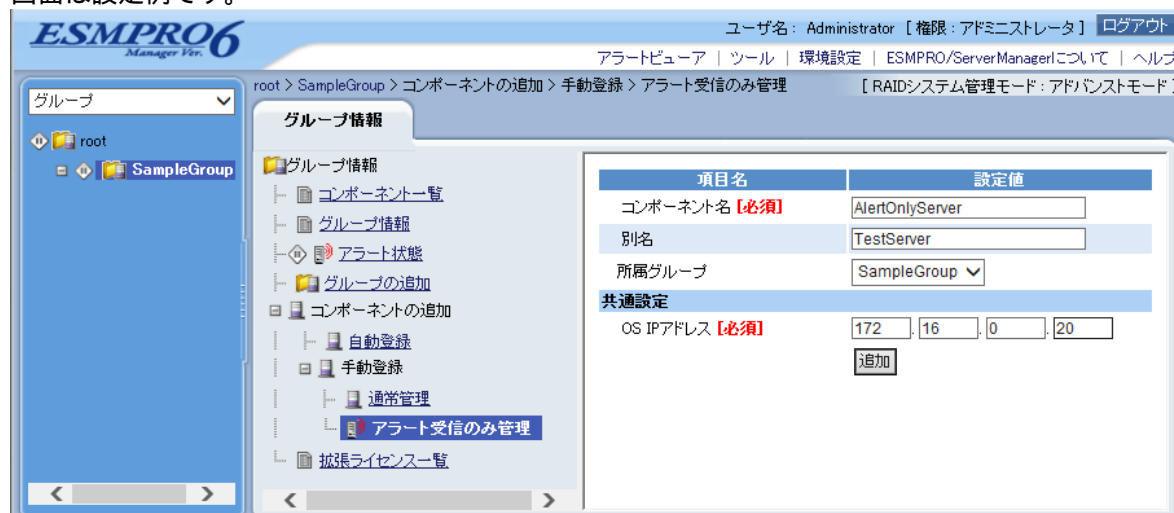 画面は設定例です。
ESMPRO6
Manager Ver.
ユーザ名： Administrator [ 権限：アドミニストレータ ] ログアウト
アラートビューア | ツール | 環境設定 | ESMPRO/ServerManagerについて | ヘルプ
root > SampleGroup > コンポーネントの追加 > 手動登録 > アラート受信のみ管理 [ RAIDシステム管理モード：アドバンストモード ]
グループ
root
SampleGroup
グループ情報
グループ情報
コンポーネント一覧
グループ情報
アラート状態
グループの追加
コンポーネントの追加
自動登録
手動登録
通常管理
アラート受信のみ管理
拡張ライセンス一覧
項目名 設定値
コンポーネント名 [必須] AlertOnlyServer
別名 TestServer
所属グループ SampleGroup
共通設定
OS IPアドレス [必須] 172 . 16 . 0 . 20
追加